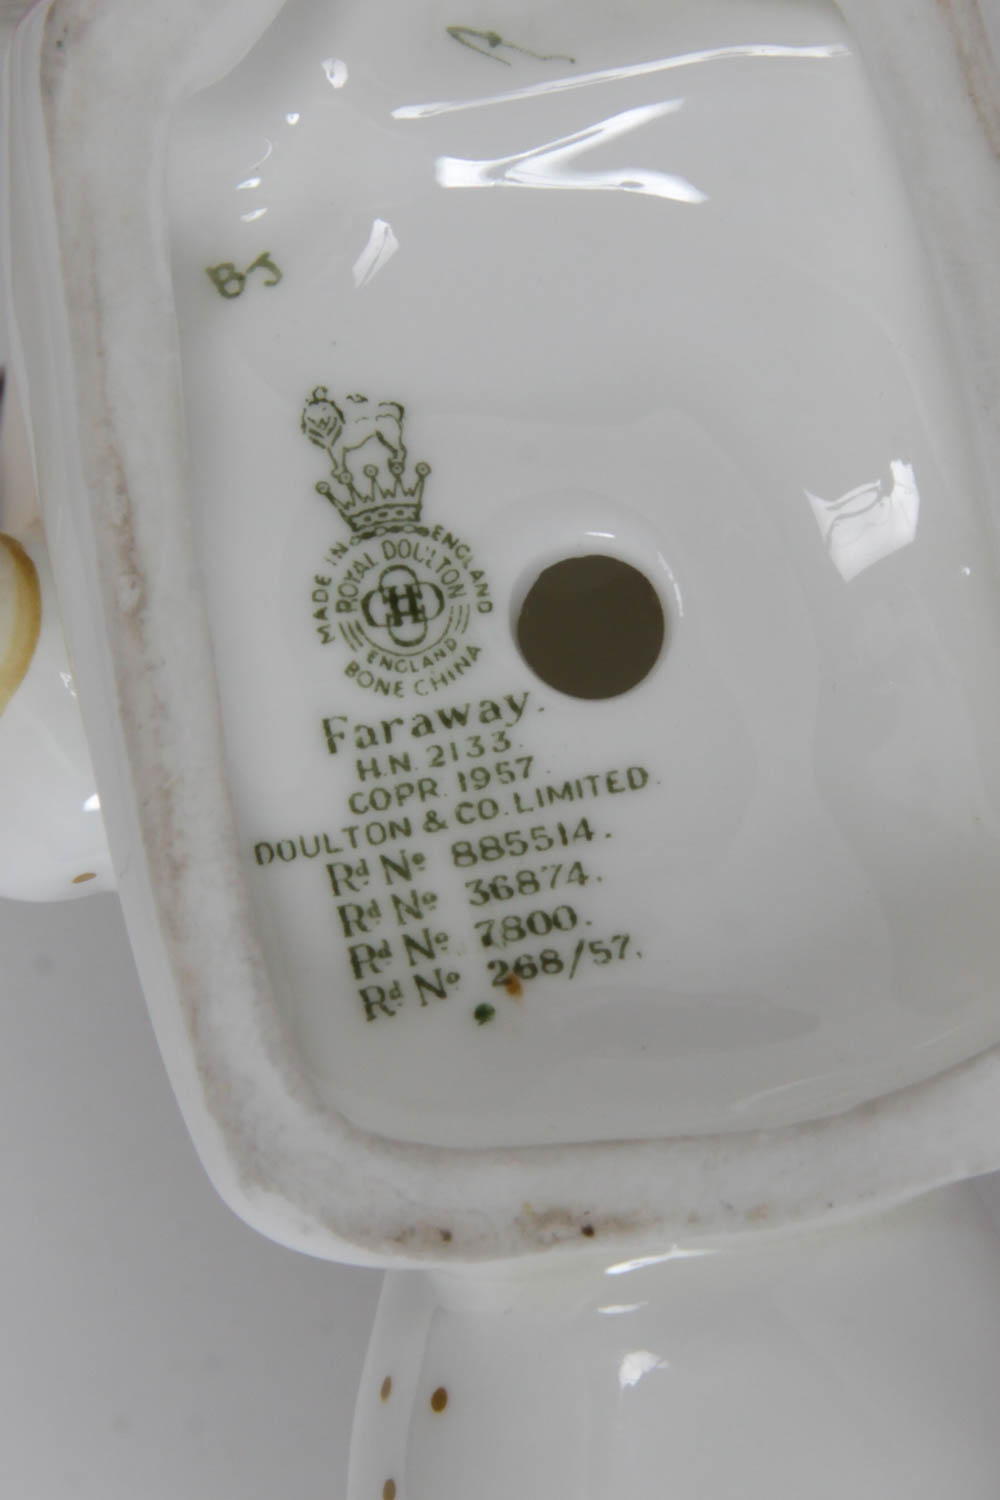 BJ
MADE IN ENGLAND
ROYAL DOULTON
ENGLAND
BONE CHINA
Faraway.
H.N. 2133.
COPR. 1957.
DOULTON & CO. LIMITED.
Rd No 885514.
Rd No 36874.
Rd No 7800.
Rd No 268/57.